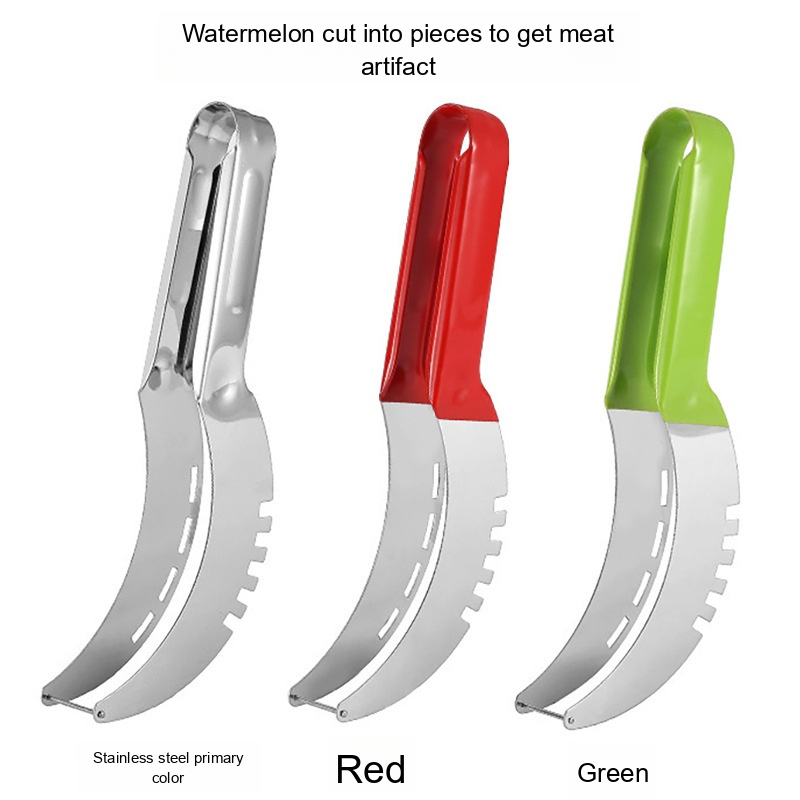 Watermelon cut into pieces to get meat
artifact
Stainless steel primary
color
Red
Green